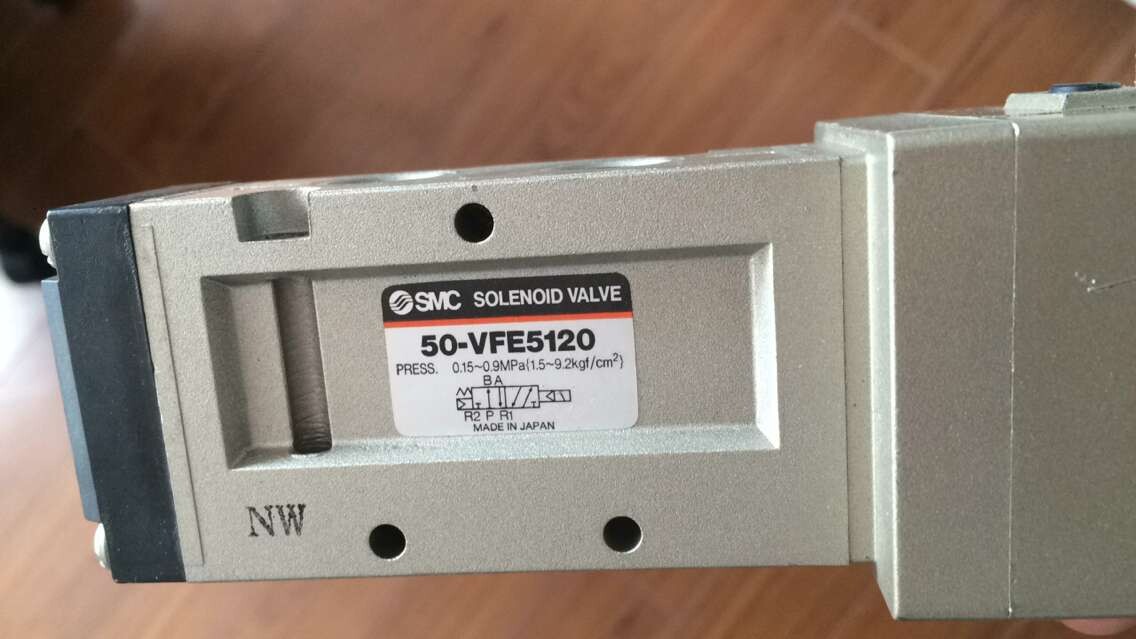 SMC SOLENOID VALVE
50-VFE5120
PRESS. 0.15~0.9MPa{1.5~9.2kgf/cm²}
B A
R2 P R1
MADE IN JAPAN
NW